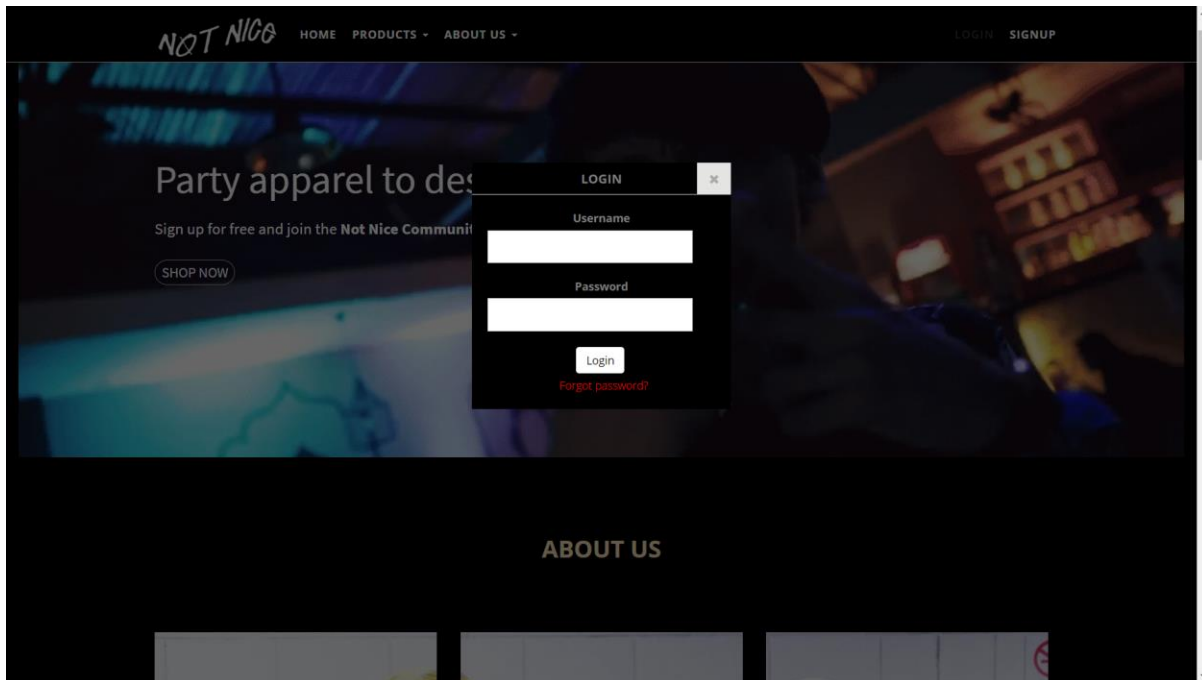 NOT NICE
HOME PRODUCTS ABOUT US
LOGIN SIGNUP
Party apparel to des
Sign up for free and join the Not Nice Communit
SHOP NOW
LOGIN
Username
Password
Login
Forgot password?
ABOUT US